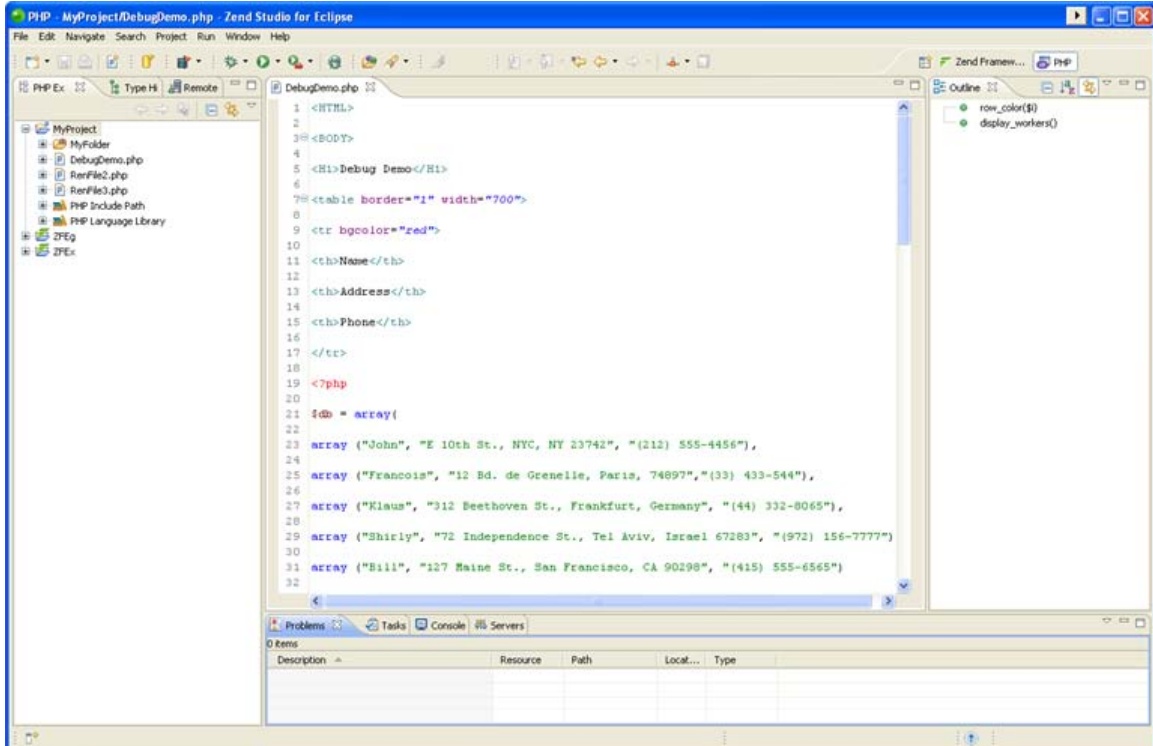 PHP - MyProject/DebugDemo.php - Zend Studio for Eclipse
File Edit Navigate Search Project Run Window Help
Zend Framew... PHP
PHP Ex Type Hi Remote
MyProject
MyFolder
DebugDemo.php
RenFile2.php
RenFile3.php
PHP Include Path
PHP Language Library
ZFEg
ZFEx
DebugDemo.php
1 <HTML>
2
3 <BODY>
4
5 <H1>Debug Demo</H1>
6
7 <table border="1" width="700">
8
9 <tr bgcolor="red">
10
11 <th>Name</th>
12
13 <th>Address</th>
14
15 <th>Phone</th>
16
17 </tr>
18
19 <?php
20
21 $db = array(
22
23 array ("John", "E 10th St., NYC, NY 23742", "(212) 555-4456"),
24
25 array ("Francois", "12 Bd. de Grenelle, Paris, 74897","(33) 433-544"),
26
27 array ("Klaus", "312 Beethoven St., Frankfurt, Germany", "(44) 332-8065"),
28
29 array ("Shirly", "72 Independence St., Tel Aviv, Israel 67283", "(972) 156-7777")
30
31 array ("Bill", "127 Maine St., San Francisco, CA 90298", "(415) 555-6565")
32
Outline
row_color($i)
display_workers()
Problems Tasks Console Servers
0 items
Description Resource Path Locat... Type